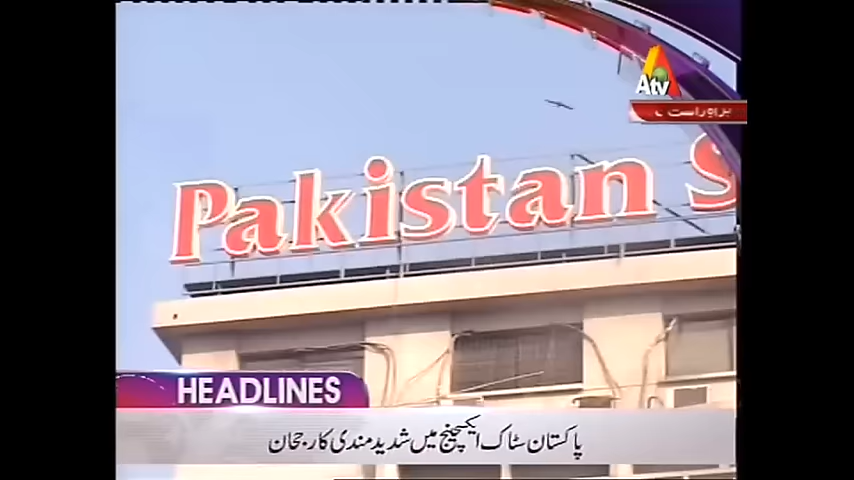 Atv
براہ راست
Pakistan S
HEADLINES
پاکستان سٹاک ایکسچینج میں شدید مندی کا رجحان